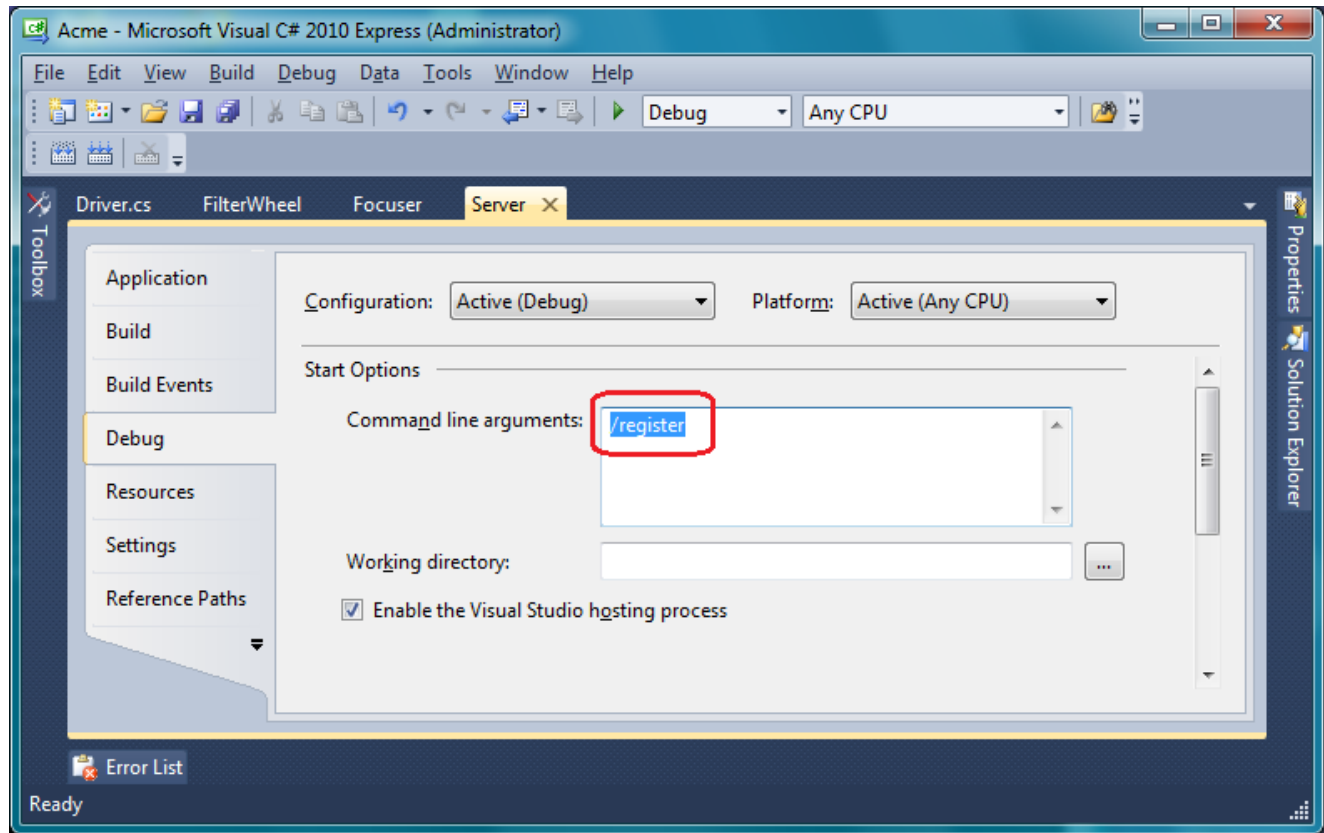 Acme - Microsoft Visual C# 2010 Express (Administrator)
File Edit View Build Debug Data Tools Window Help
Debug Any CPU
Driver.cs FilterWheel Focuser Server
Toolbox
Properties
Solution Explorer
Application
Build
Build Events
Debug
Resources
Settings
Reference Paths
Configuration: Active (Debug) Platform: Active (Any CPU)
Start Options
Command line arguments: /register
Working directory: ...
Enable the Visual Studio hosting process
Error List
Ready